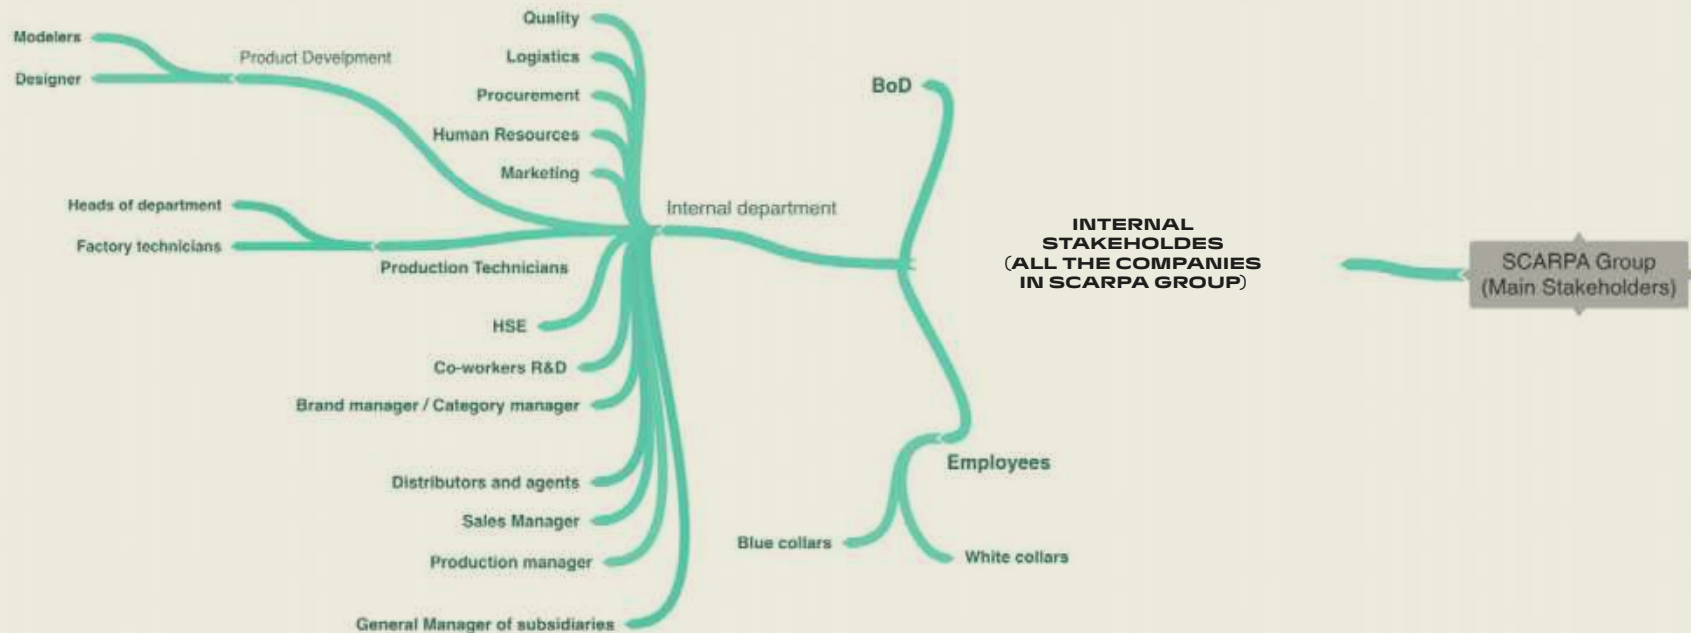 Quality
Modelers
Product Develpment
Logistics
Designer
BoD
Procurement
Human Resources
Marketing
Heads of department
Internal department
INTERNAL
STAKEHOLDES
(ALL THE COMPANIES
IN SCARPA GROUP)
Factory technicians
Production Technicians
SCARPA Group
(Main Stakeholders)
HSE
Co-workers R&D
Brand manager / Category manager
Employees
Distributors and agents
Sales Manager
Blue collars
White collars
Production manager
General Manager of subsidiaries